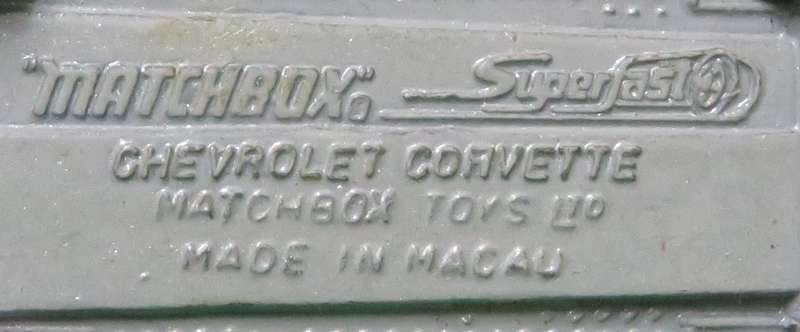 "MATCHBOX"® Superfast
CHEVROLET CORVETTE
MATCHBOX TOYS LTD
MADE IN MACAU